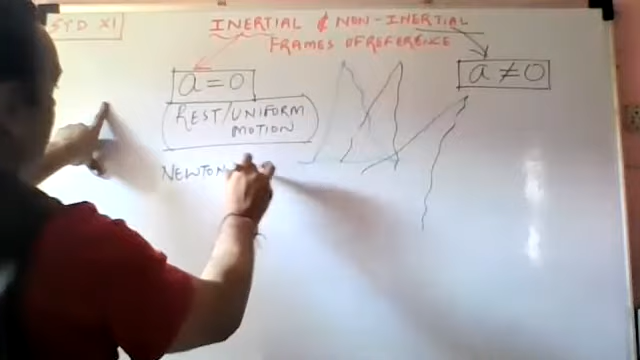 STD XI
INERTIAL & NON-INERTIAL
FRAMES OF REFERENCE
a = 0
a ≠ 0
REST/UNIFORM
MOTION
NEWTON